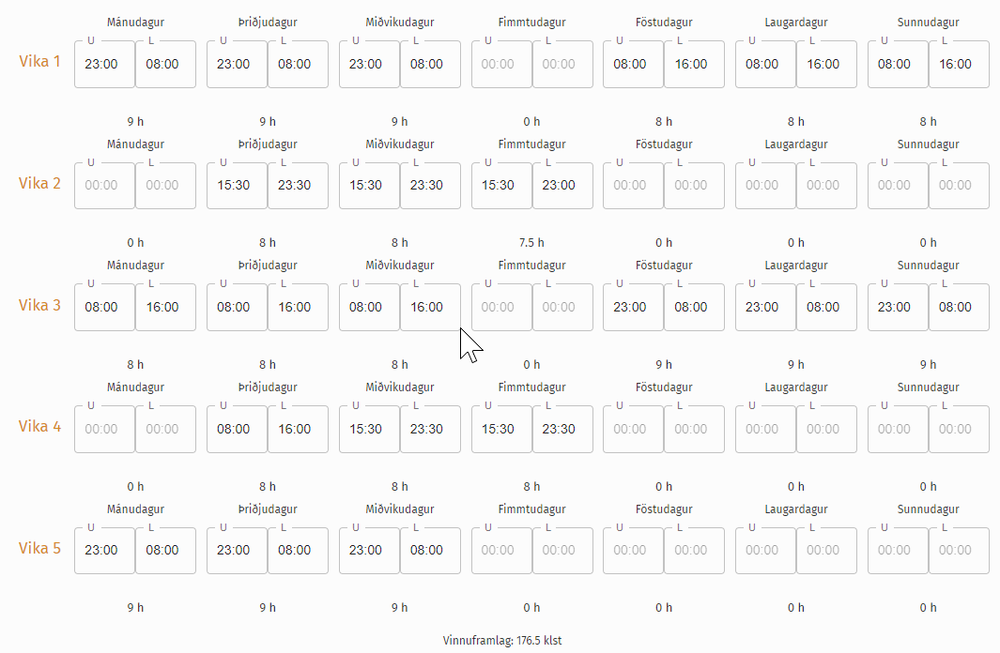 Mánudagur Þriðjudagur Miðvikudagur Fimmtudagur Föstudagur Laugardagur Sunnudagur
U L U L U L U L U L U L U L
Vika 1 23:00 08:00 23:00 08:00 23:00 08:00 00:00 00:00 08:00 16:00 08:00 16:00 08:00 16:00
9 h 9 h 9 h 0 h 8 h 8 h 8 h
Mánudagur Þriðjudagur Miðvikudagur Fimmtudagur Föstudagur Laugardagur Sunnudagur
U L U L U L U L U L U L U L
Vika 2 00:00 00:00 15:30 23:30 15:30 23:30 15:30 23:00 00:00 00:00 00:00 00:00 00:00 00:00
0 h 8 h 8 h 7.5 h 0 h 0 h 0 h
Mánudagur Þriðjudagur Miðvikudagur Fimmtudagur Föstudagur Laugardagur Sunnudagur
U L U L U L U L U L U L U L
Vika 3 08:00 16:00 08:00 16:00 08:00 16:00 00:00 00:00 23:00 08:00 23:00 08:00 23:00 08:00
8 h 8 h 8 h 0 h 9 h 9 h 9 h
Mánudagur Þriðjudagur Miðvikudagur Fimmtudagur Föstudagur Laugardagur Sunnudagur
U L U L U L U L U L U L U L
Vika 4 00:00 00:00 08:00 16:00 15:30 23:30 15:30 23:30 00:00 00:00 00:00 00:00 00:00 00:00
0 h 8 h 8 h 8 h 0 h 0 h 0 h
Mánudagur Þriðjudagur Miðvikudagur Fimmtudagur Föstudagur Laugardagur Sunnudagur
U L U L U L U L U L U L U L
Vika 5 23:00 08:00 23:00 08:00 23:00 08:00 00:00 00:00 00:00 00:00 00:00 00:00 00:00 00:00
9 h 9 h 9 h 0 h 0 h 0 h 0 h
Vinnuframlag: 176.5 klst